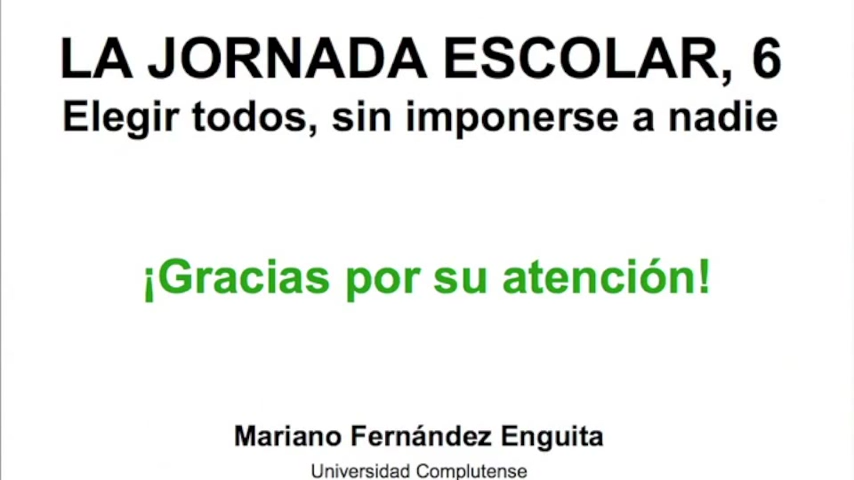 LA JORNADA ESCOLAR, 6
Elegir todos, sin imponerse a nadie
¡Gracias por su atención!
Mariano Fernández Enguita
Universidad Complutense